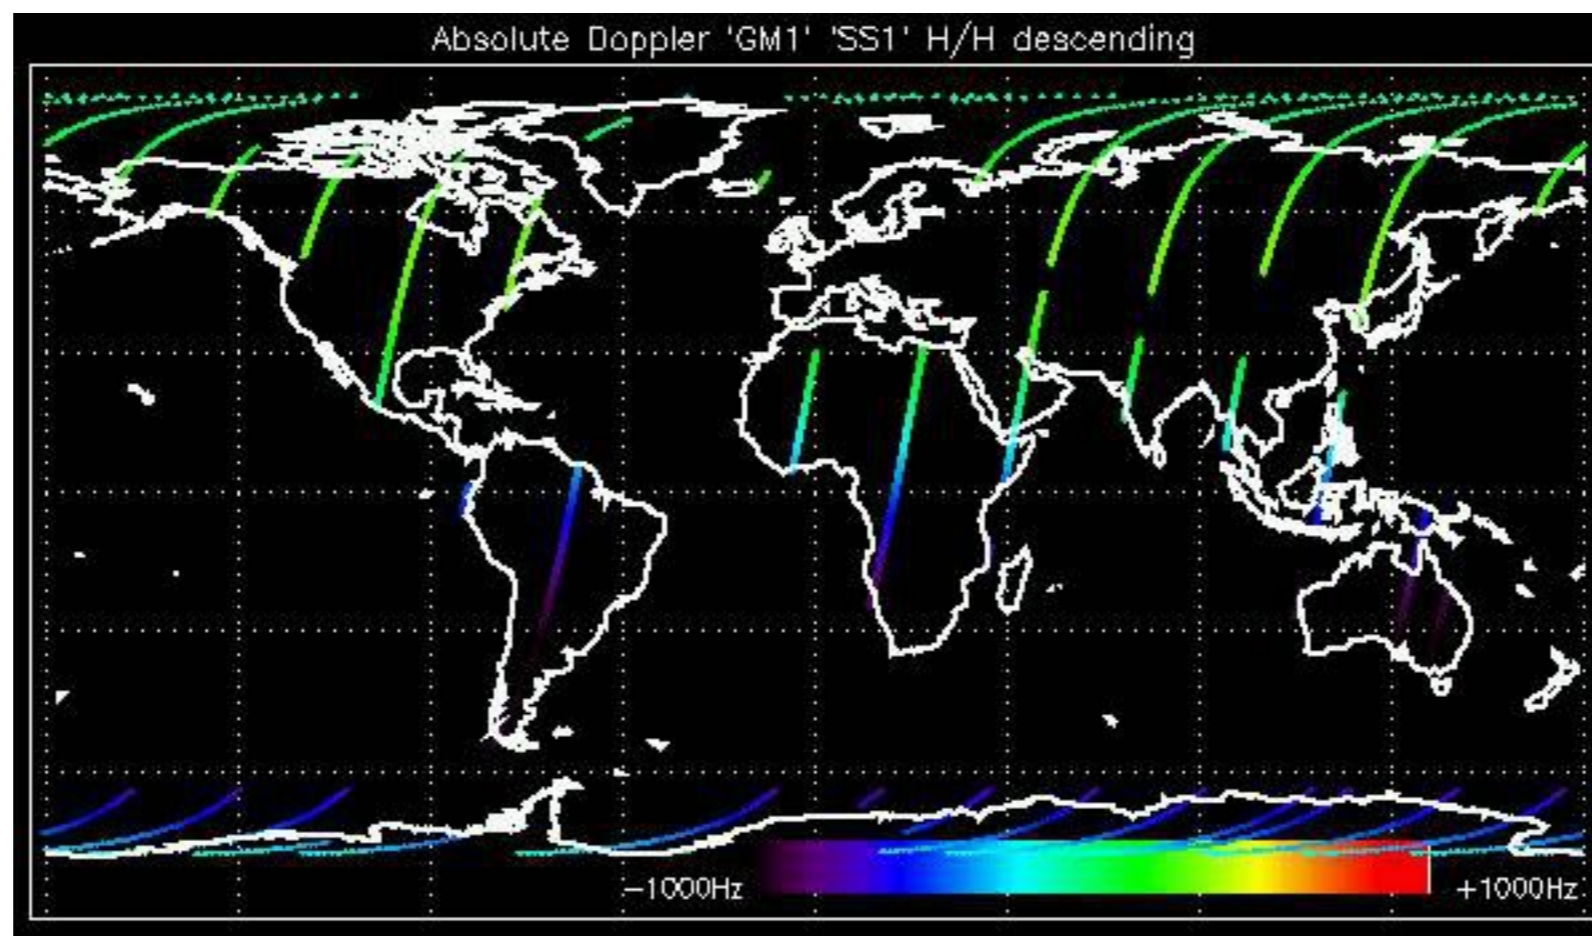 Absolute Doppler 'GM1' 'SS1' H/H descending
−1000Hz
+1000Hz